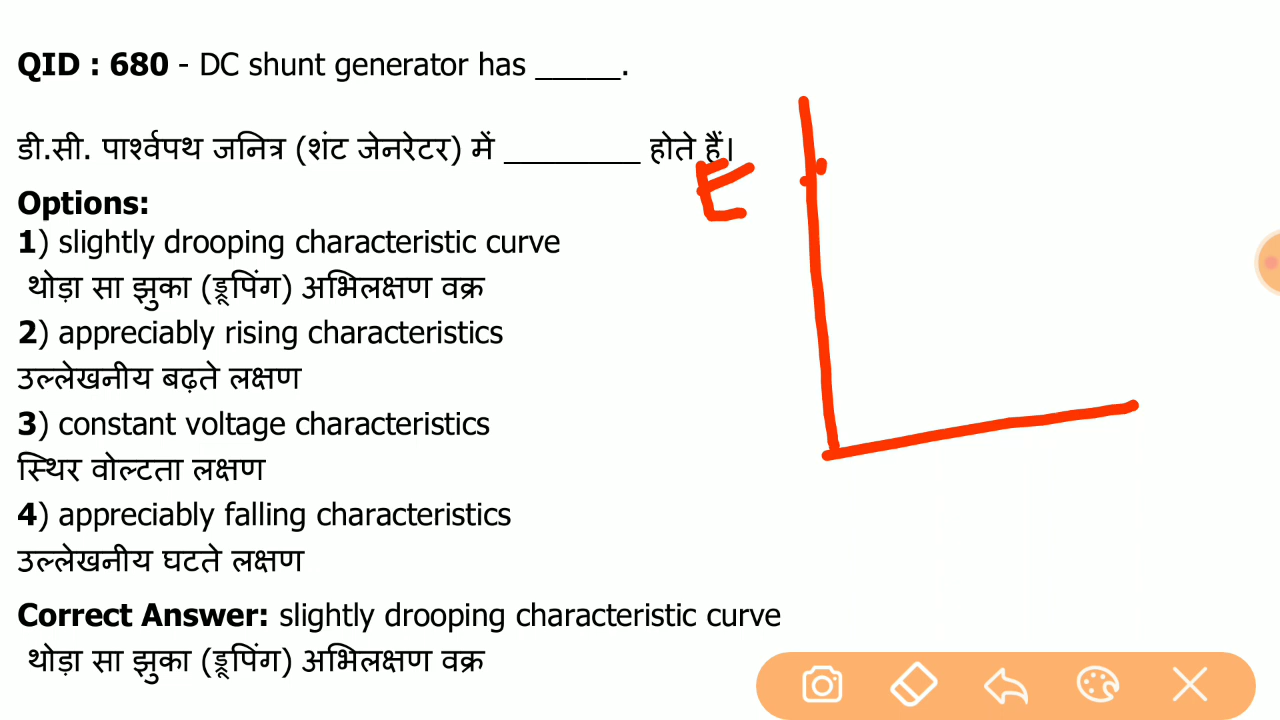 QID : 680 - DC shunt generator has _____.
डी.सी. पार्श्वपथ जनित्र (शंट जेनरेटर) में ________ होते हैं।
E
Options:
1) slightly drooping characteristic curve
थोड़ा सा झुका (ड्रूपिंग) अभिलक्षण वक्र
2) appreciably rising characteristics
उल्लेखनीय बढ़ते लक्षण
3) constant voltage characteristics
स्थिर वोल्टता लक्षण
4) appreciably falling characteristics
उल्लेखनीय घटते लक्षण
Correct Answer: slightly drooping characteristic curve
थोड़ा सा झुका (ड्रूपिंग) अभिलक्षण वक्र